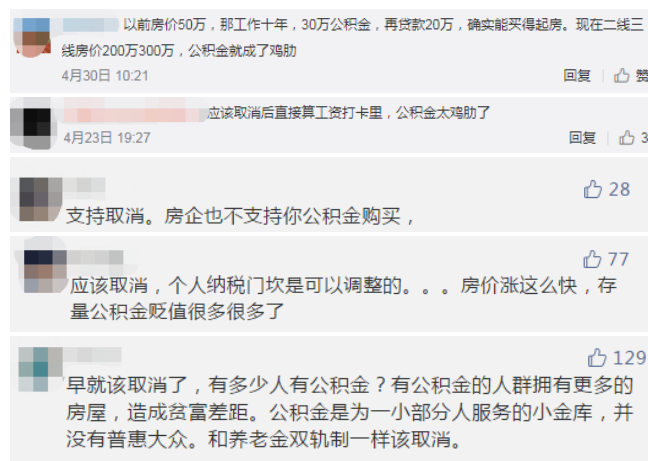 以前房价50万，那工作十年，30万公积金，再贷款20万，确实能买得起房。现在二线三
线房价200万300万，公积金就成了鸡肋
4月30日 10:21
回复 赞
应该取消后直接算工资打卡里，公积金太鸡肋了
4月23日 19:27
回复 3
28
支持取消。房企也不支持你公积金购买，
77
应该取消，个人纳税门坎是可以调整的。。。房价涨这么快，存
量公积金贬值很多很多了
129
早就该取消了，有多少人有公积金？有公积金的人群拥有更多的
房屋，造成贫富差距。公积金是为一小部分人服务的小金库，并
没有普惠大众。和养老金双轨制一样该取消。